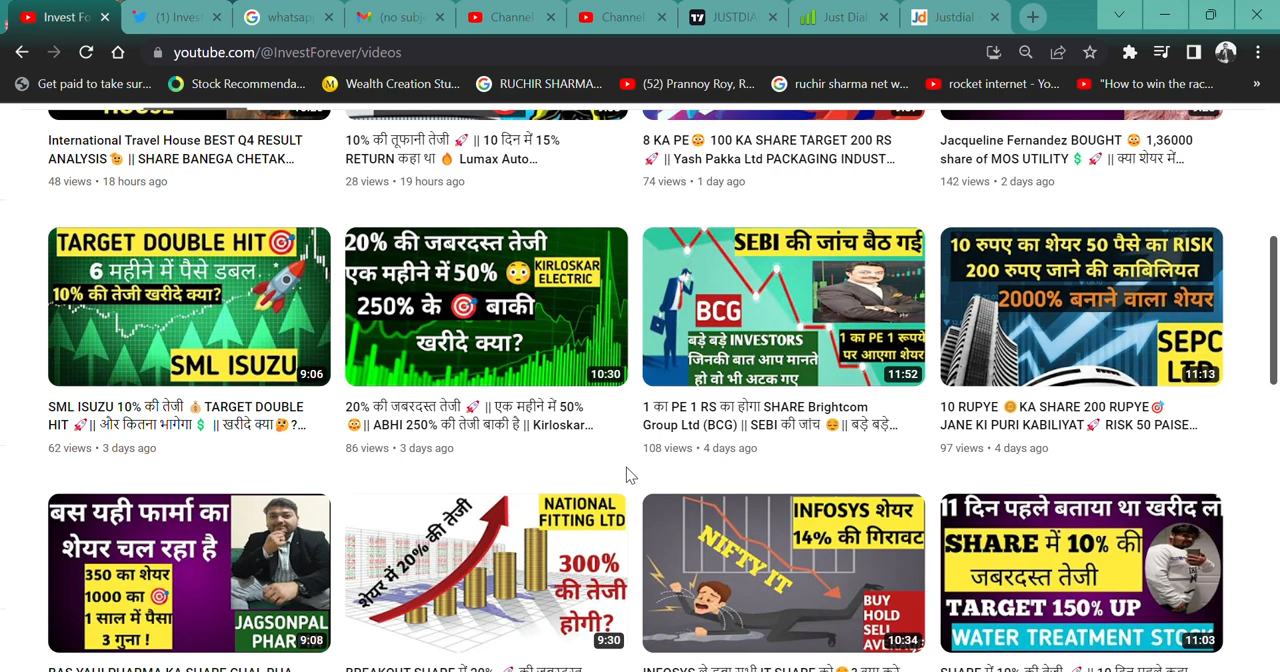 Invest Fo
(1) Invest
whatsapp
(no subj
Channel
Channel
JUSTDIA
Just Dial
Justdial
youtube.com/@InvestForever/videos
Get paid to take sur...
Stock Recommenda...
Wealth Creation Stu...
RUCHIR SHARMA...
(52) Prannoy Roy, R...
ruchir sharma net w...
rocket internet - Yo...
"How to win the rac...
»
International Travel House BEST Q4 RESULT
ANALYSIS 🫡 || SHARE BANEGA CHETAK...
48 views • 18 hours ago
10% की तूफानी तेजी 🚀 || 10 दिन में 15%
RETURN कहा था 🔥 Lumax Auto...
28 views • 19 hours ago
8 KA PE😳 100 KA SHARE TARGET 200 RS
🚀 || Yash Pakka Ltd PACKAGING INDUST...
74 views • 1 day ago
Jacqueline Fernandez BOUGHT 😳 1,36000
share of MOS UTILITY💲 🚀 || क्या शेयर में...
142 views • 2 days ago
TARGET DOUBLE HIT🎯
6 महीने में पैसे डबल
10% की तेजी खरीदे क्या?
SML ISUZU
9:06
20% की जबरदस्त तेजी
एक महीने में 50% 😳
KIRLOSKAR
ELECTRIC
250% के 🎯 बाकी
खरीदे क्या?
10:30
SEBI की जांच बैठ गई
BCG
बड़े बड़े INVESTORS
जिनकी बात आप मानते
हो वो भी अटक गए
1 का PE 1 रूपये
पर आएगा शेयर
11:52
10 रुपए का शेयर 50 पैसे का RISK
200 रुपए जाने की काबिलियत
2000% बनाने वाला शेयर
SEPC
LTD
11:13
SML ISUZU 10% की तेजी 💰 TARGET DOUBLE
HIT 🚀|| और कितना भागेगा💲 || खरीदे क्या🤔?...
62 views • 3 days ago
20% की जबरदस्त तेजी 🚀 || एक महीने में 50%
😳|| ABHI 250% की तेजी बाकी है || Kirloskar...
86 views • 3 days ago
1 का PE 1 RS का होगा SHARE Brightcom
Group Ltd (BCG) || SEBI की जांच 😔|| बड़े बड़े...
108 views • 4 days ago
10 RUPYE 🪙KA SHARE 200 RUPYE🎯
JANE KI PURI KABILIYAT🚀 RISK 50 PAISE...
97 views • 4 days ago
बस यही फार्मा का
शेयर चल रहा है
350 का शेयर
1000 का 🎯
1 साल में पैसा
3 गुना !
JAGSONPAL
PHAR
9:08
NATIONAL
FITTING LTD
शेयर में 20% की तेजी
300%
की तेजी
होगी?
9:30
INFOSYS शेयर
14% की गिरावट
NIFTY IT
BUY
HOLD
SELL
10:34
11 दिन पहले बताया था खरीद लो
SHARE में 10% की
जबरदस्त तेजी
TARGET 150% UP
WATER TREATMENT STOCK
11:03